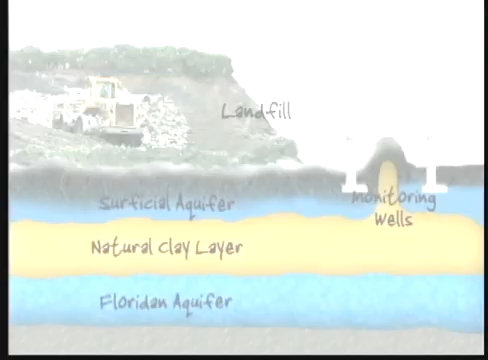 Landfill
Surficial Aquifer
Monitoring
Wells
Natural Clay Layer
Floridan Aquifer